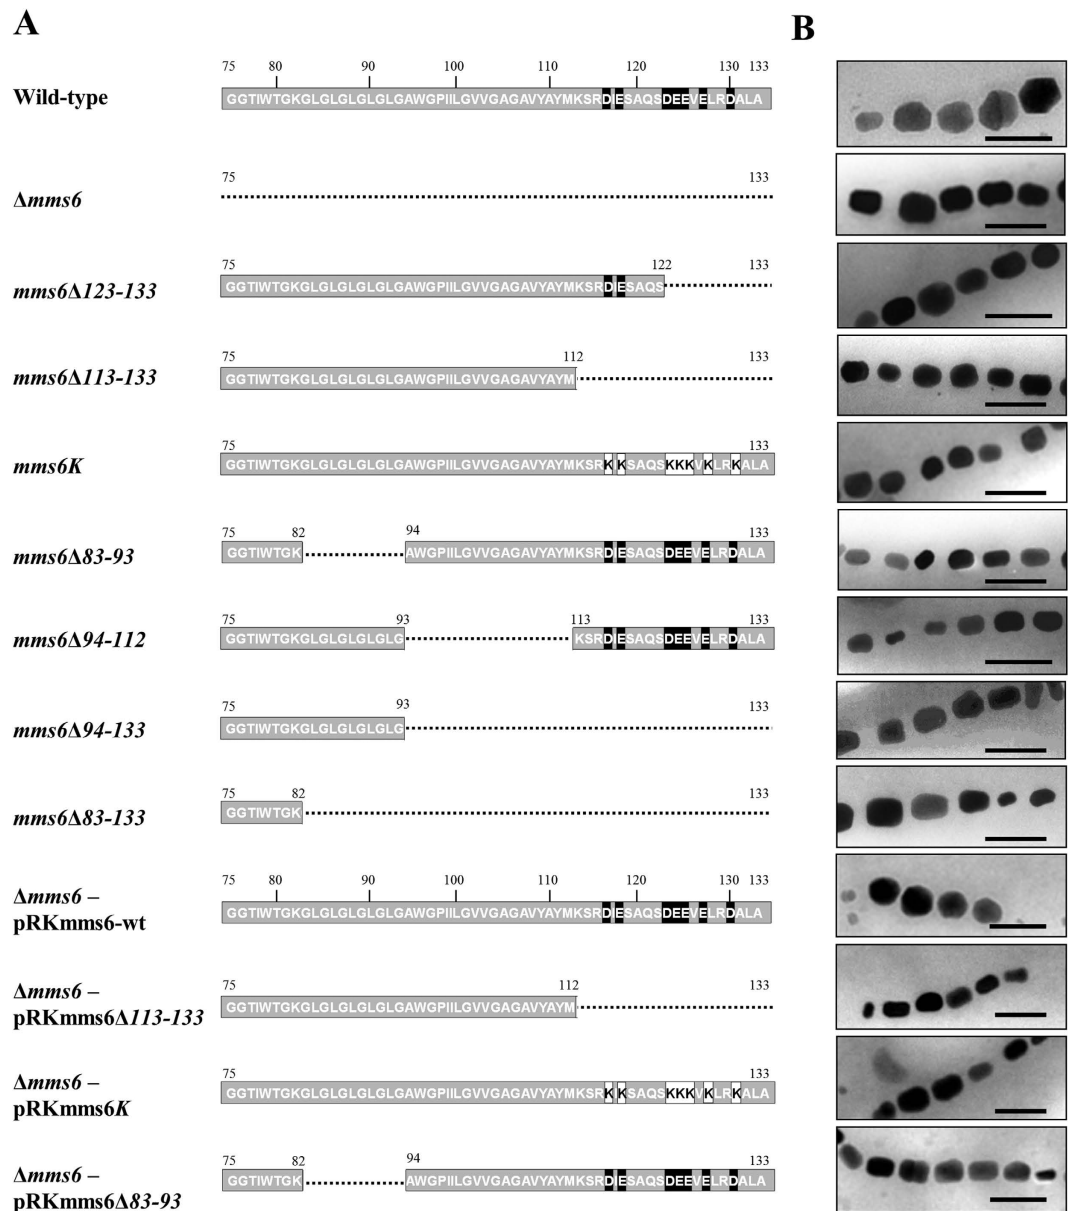 A
B
75 80 90 100 110 120 130 133
Wild-type
GGTIWTGKGLGLGLGLGLGAWGPIILGVVGAGAVYAYMKSRDIESAQSDEEVELRDALA
75 133
Δmms6
75 122 133
mms6Δ123-133
GGTIWTGKGLGLGLGLGLGAWGPIILGVVGAGAVYAYMKSRDIESAQS
75 112 133
mms6Δ113-133
GGTIWTGKGLGLGLGLGLGAWGPIILGVVGAGAVYAYM
75 133
mms6K
GGTIWTGKGLGLGLGLGLGAWGPIILGVVGAGAVYAYMKSRKIKSAQSKKKVKLRKALA
75 82 94 133
mms6Δ83-93
GGTIWTGK AWGPIILGVVGAGAVYAYMKSRDIESAQSDEEVELRDALA
75 93 113 133
mms6Δ94-112
GGTIWTGKGLGLGLGLGLG KSRDIESAQSDEEVELRDALA
75 93 133
mms6Δ94-133
GGTIWTGKGLGLGLGLGLG
75 82 133
mms6Δ83-133
GGTIWTGK
75 80 90 100 110 120 130 133
Δmms6 –
pRKmms6-wt
GGTIWTGKGLGLGLGLGLGAWGPIILGVVGAGAVYAYMKSRDIESAQSDEEVELRDALA
75 112 133
Δmms6 –
pRKmms6Δ113-133
GGTIWTGKGLGLGLGLGLGAWGPIILGVVGAGAVYAYM
75 133
Δmms6 –
pRKmms6K
GGTIWTGKGLGLGLGLGLGAWGPIILGVVGAGAVYAYMKSRKIKSAQSKKKVKLRKALA
75 82 94 133
Δmms6 –
pRKmms6Δ83-93
GGTIWTGK AWGPIILGVVGAGAVYAYMKSRDIESAQSDEEVELRDALA